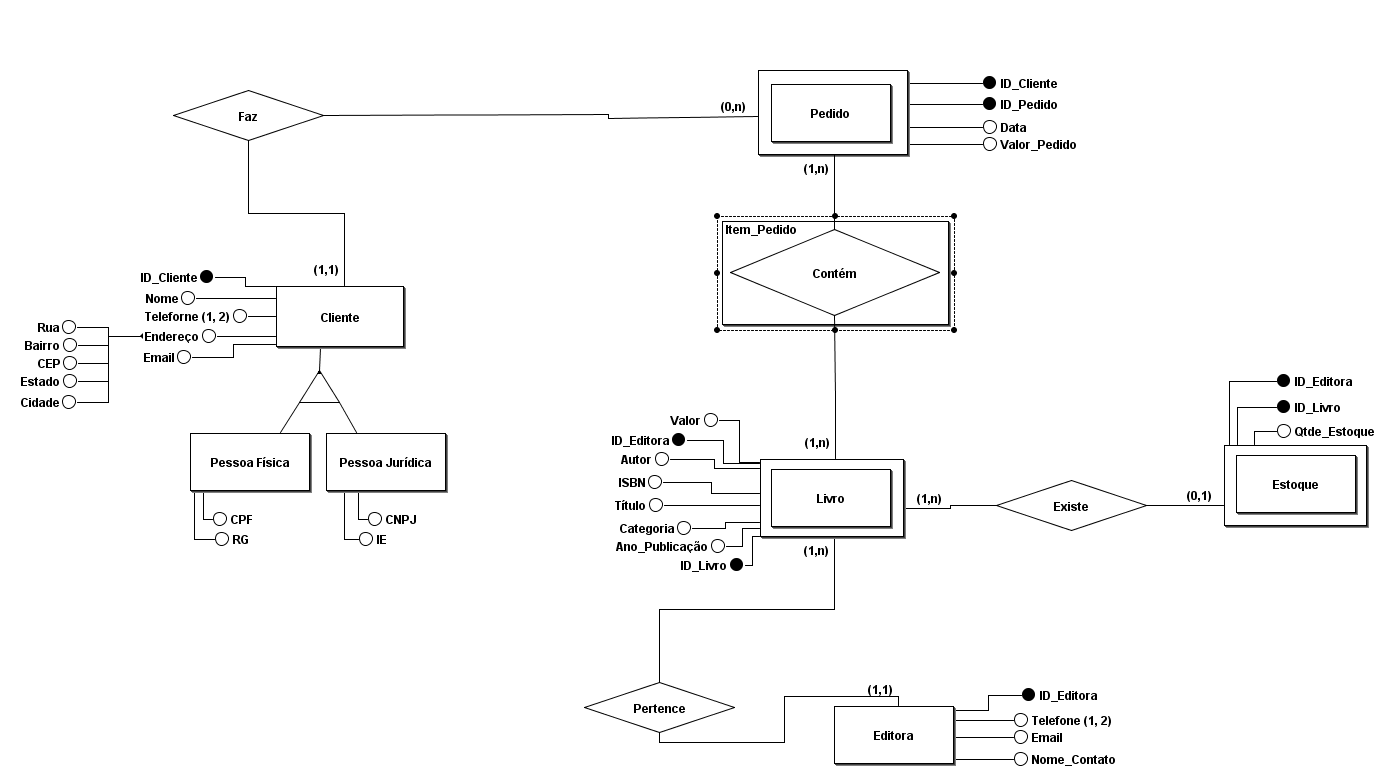 ID_Cliente
ID_Pedido
Data
Valor_Pedido
Pedido
(0,n)
Faz
(1,n)
Item_Pedido
Contém
(1,1)
ID_Cliente
Nome
Teleforne (1, 2)
Endereço
Email
Cliente
Rua
Bairro
CEP
Estado
Cidade
Pessoa Física
Pessoa Jurídica
CPF
RG
CNPJ
IE
(1,n)
Valor
ID_Editora
Autor
ISBN
Título
Categoria
Ano_Publicação
ID_Livro
Livro
(1,n)
Existe
(0,1)
ID_Editora
ID_Livro
Qtde_Estoque
Estoque
(1,n)
Pertence
(1,1)
Editora
ID_Editora
Telefone (1, 2)
Email
Nome_Contato